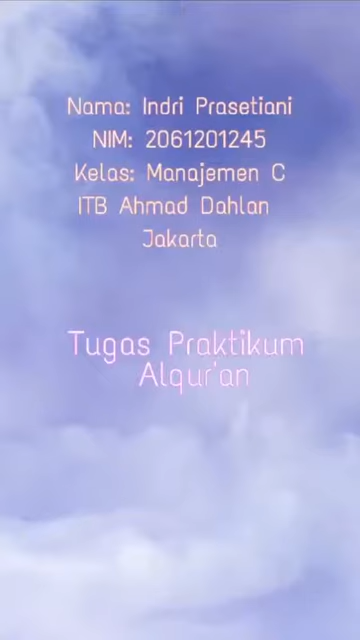 Nama: Indri Prasetiani
NIM: 2061201245
Kelas: Manajemen C
ITB Ahmad Dahlan
Jakarta
Tugas Praktikum
Alqur'an